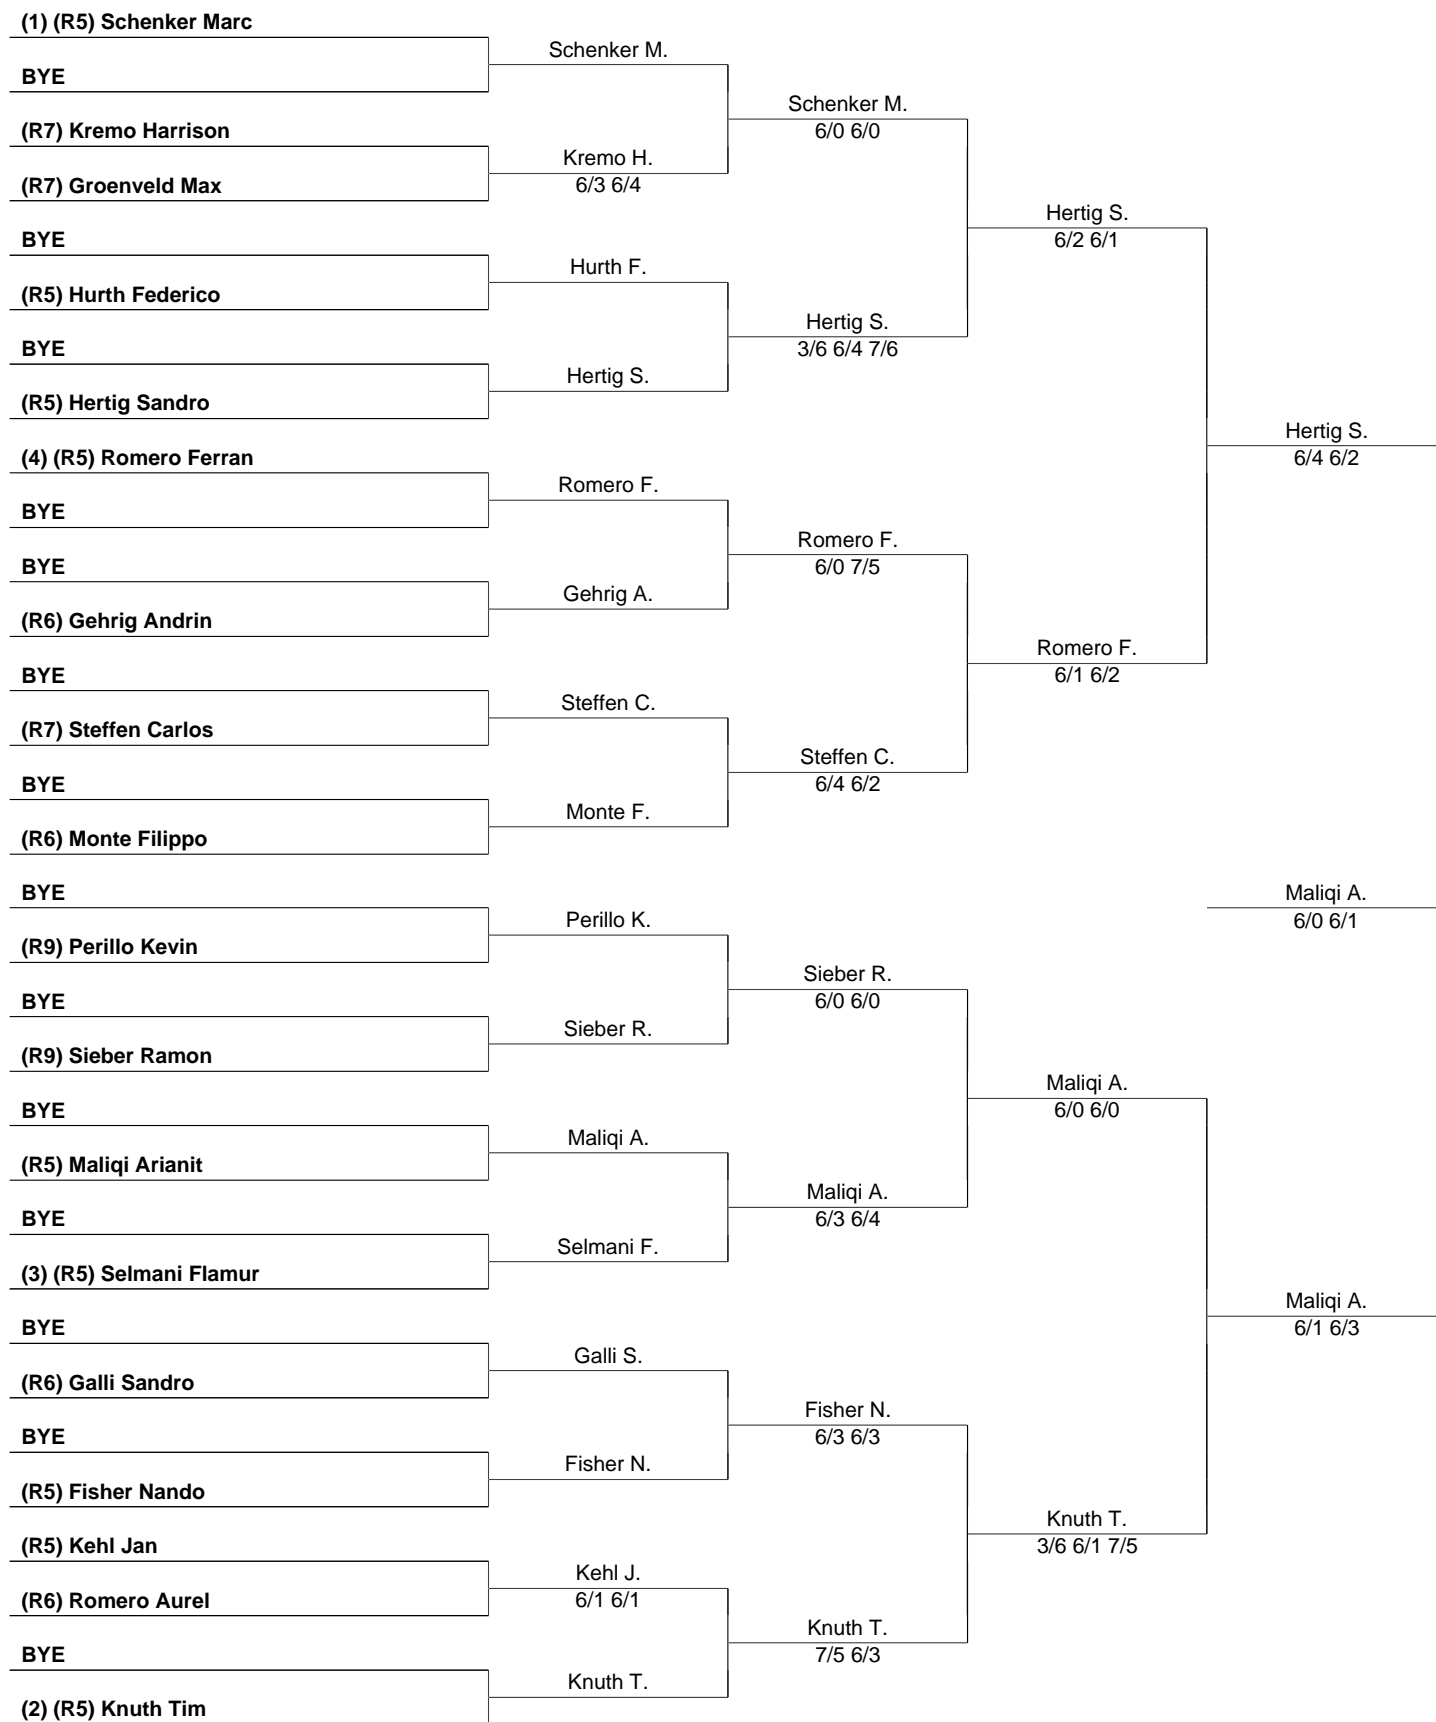 (1) (R5) Schenker Marc
Schenker M.
BYE
Schenker M.
6/0 6/0
(R7) Kremo Harrison
Kremo H.
6/3 6/4
(R7) Groenveld Max
Hertig S.
6/2 6/1
BYE
Hurth F.
(R5) Hurth Federico
Hertig S.
3/6 6/4 7/6
BYE
Hertig S.
(R5) Hertig Sandro
Hertig S.
6/4 6/2
(4) (R5) Romero Ferran
Romero F.
BYE
Romero F.
6/0 7/5
BYE
Gehrig A.
(R6) Gehrig Andrin
Romero F.
6/1 6/2
BYE
Steffen C.
(R7) Steffen Carlos
Steffen C.
6/4 6/2
BYE
Monte F.
(R6) Monte Filippo
BYE
Maliqi A.
6/0 6/1
Perillo K.
(R9) Perillo Kevin
Sieber R.
6/0 6/0
BYE
Sieber R.
(R9) Sieber Ramon
Maliqi A.
6/0 6/0
BYE
Maliqi A.
(R5) Maliqi Arianit
Maliqi A.
6/3 6/4
BYE
Selmani F.
(3) (R5) Selmani Flamur
Maliqi A.
6/1 6/3
BYE
Galli S.
(R6) Galli Sandro
Fisher N.
6/3 6/3
BYE
Fisher N.
(R5) Fisher Nando
Knuth T.
3/6 6/1 7/5
(R5) Kehl Jan
Kehl J.
6/1 6/1
(R6) Romero Aurel
Knuth T.
7/5 6/3
BYE
Knuth T.
(2) (R5) Knuth Tim